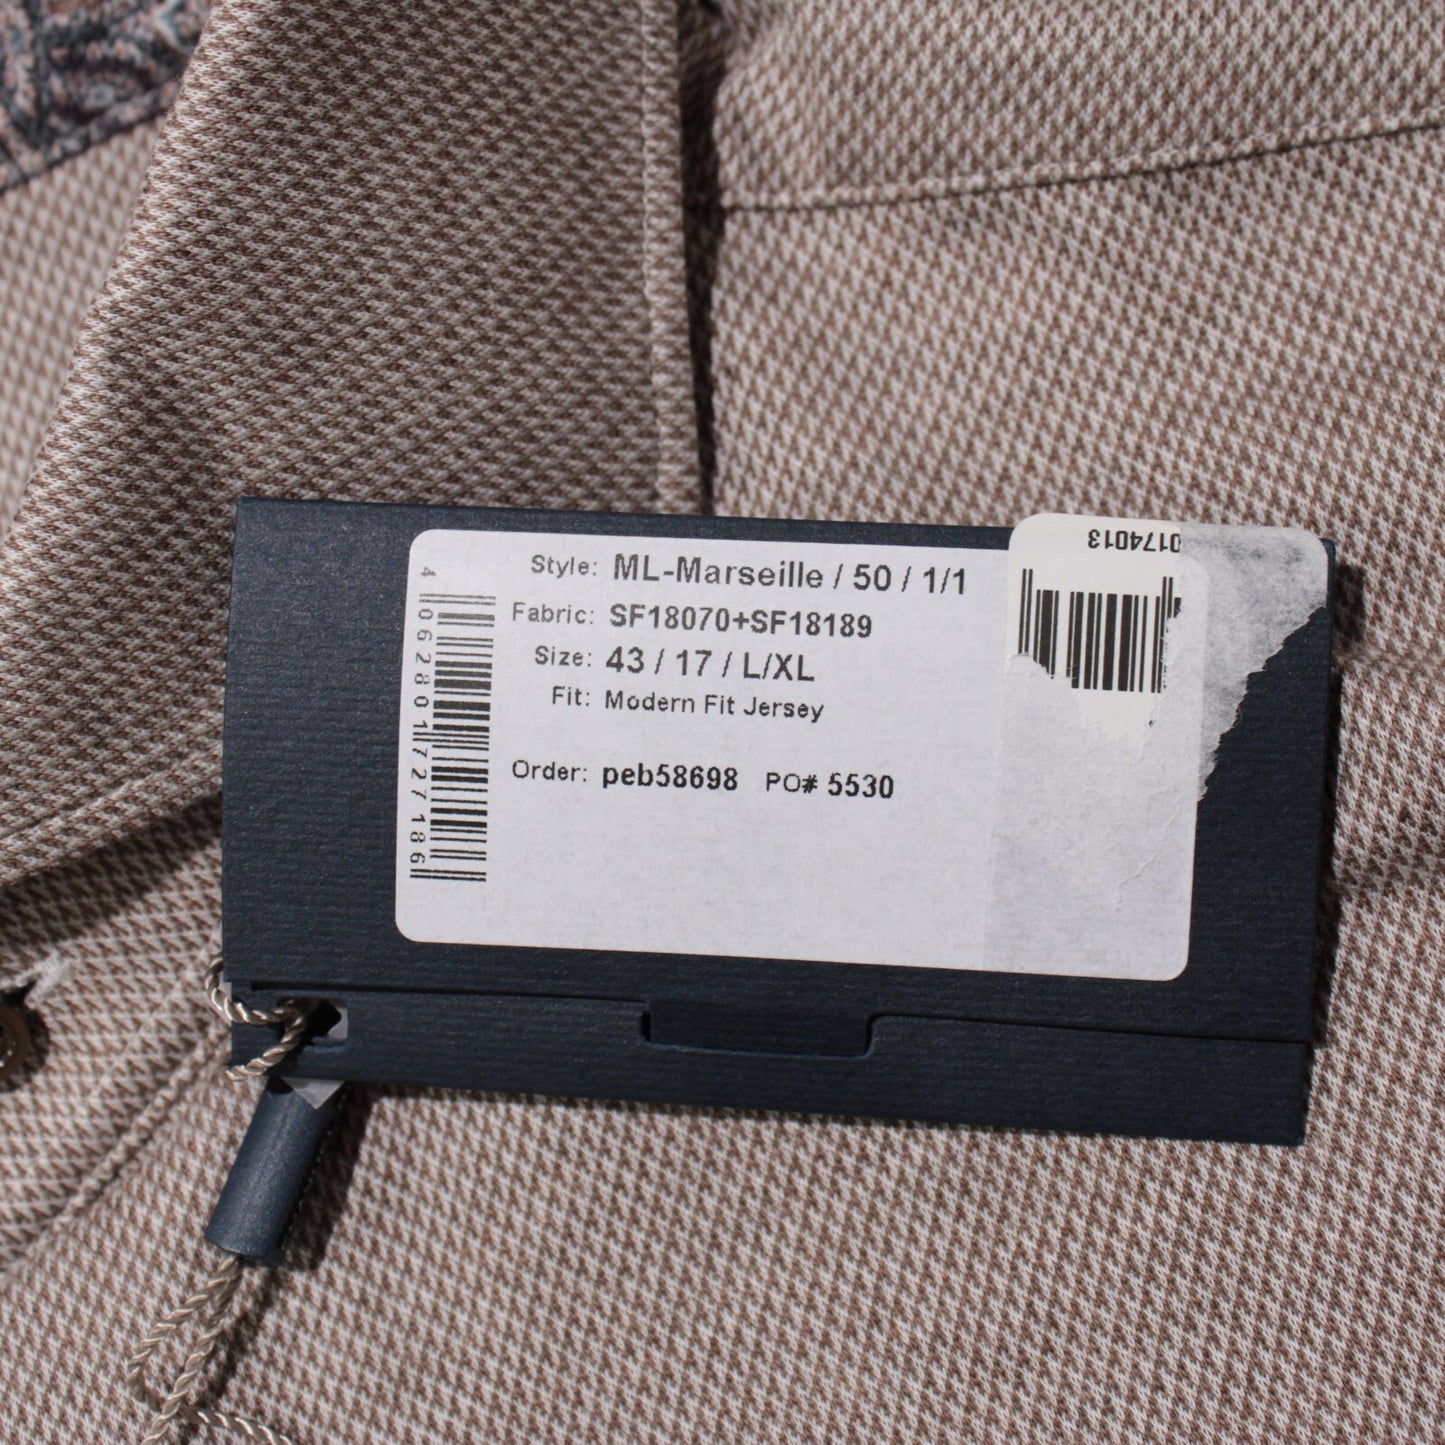 Style: ML-Marseille / 50 / 1/1
Fabric: SF18070+SF18189
Size: 43 / 17 / L/XL
Fit: Modern Fit Jersey
Order: peb58698 PO# 5530
4 062801 727186
0174013